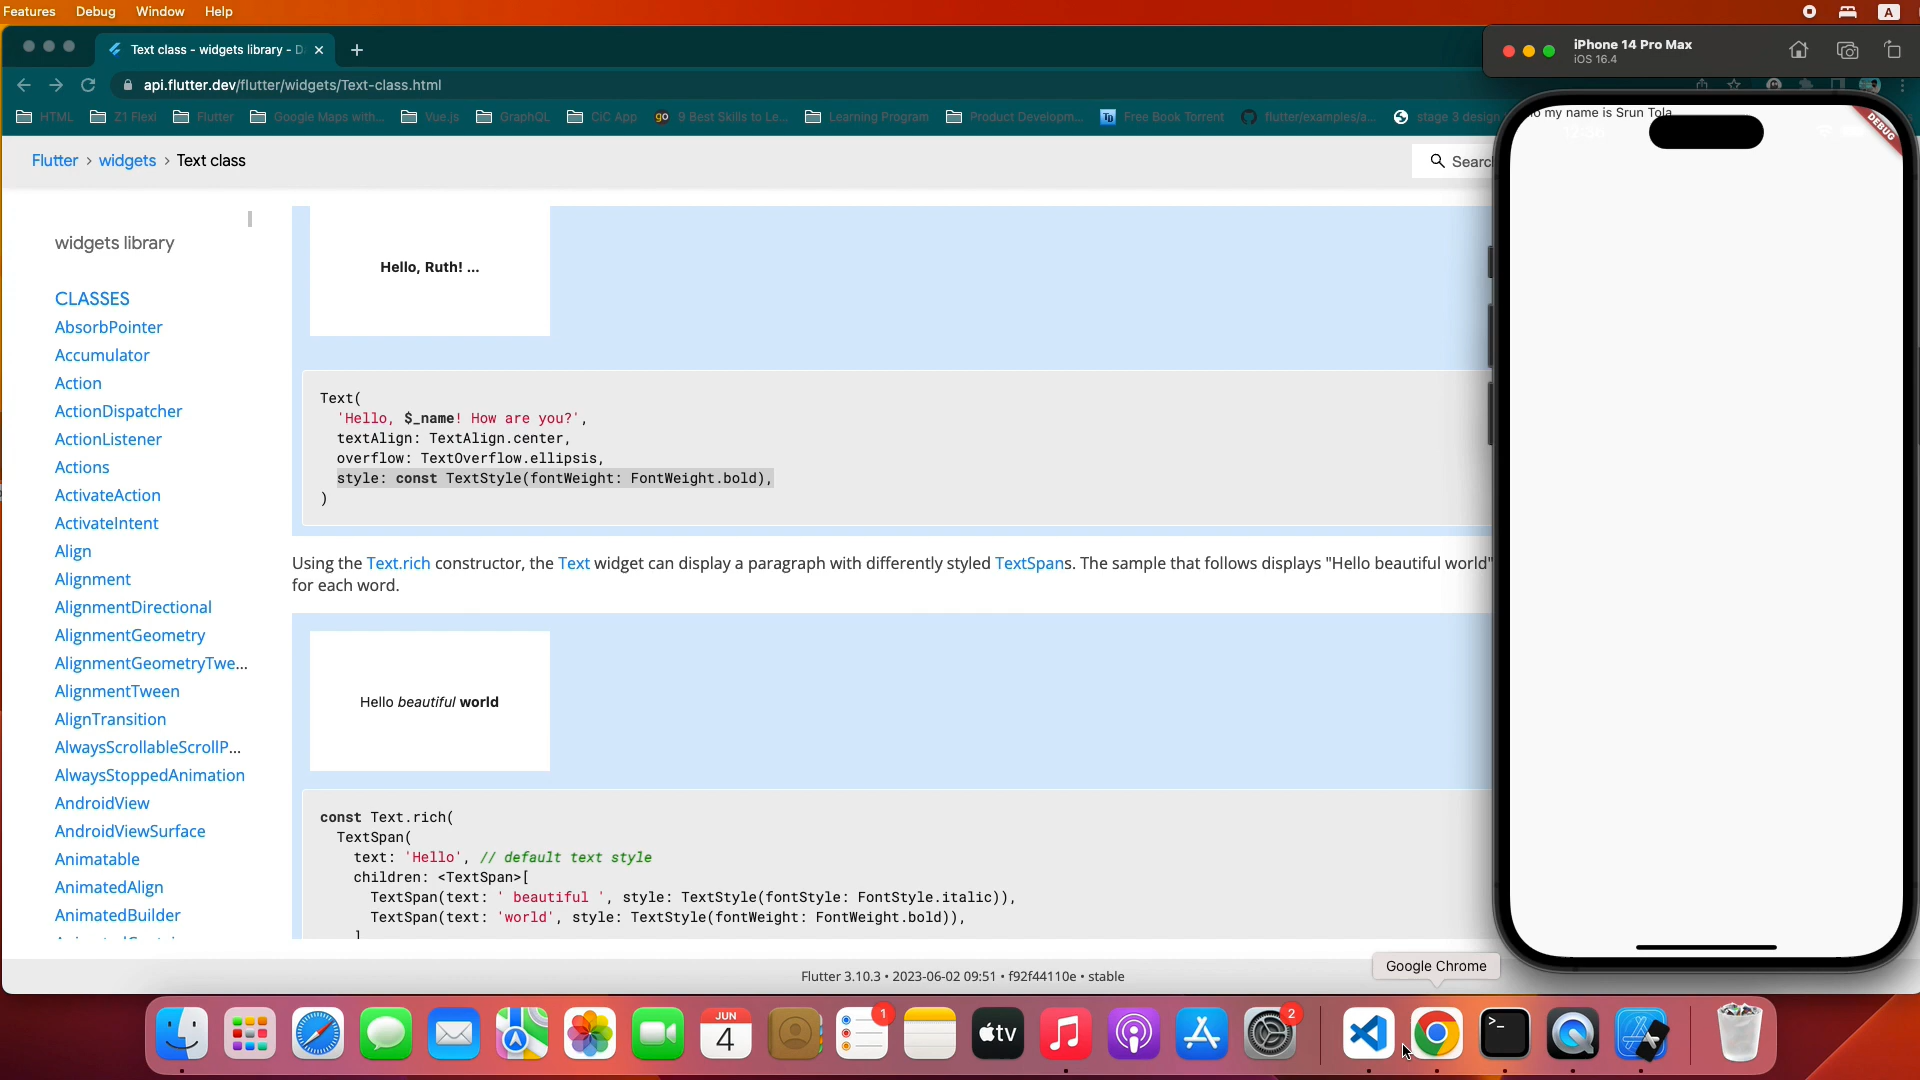 Features Debug Window Help
A
Text class - widgets library - D
api.flutter.dev/flutter/widgets/Text-class.html
HTML Z1 Flexi Flutter Google Maps with... Vue.js GraphQL CiC App 9 Best Skills to Le... Learning Program Product Developm... Free Book Torrent flutter/examples/a... stage 3 design
iPhone 14 Pro Max
iOS 16.4
Flutter > widgets > Text class
Searc
my name is Srun Tola
DEBUG
widgets library
CLASSES
AbsorbPointer
Accumulator
Action
ActionDispatcher
ActionListener
Actions
ActivateAction
ActivateIntent
Align
Alignment
AlignmentDirectional
AlignmentGeometry
AlignmentGeometryTwe...
AlignmentTween
AlignTransition
AlwaysScrollableScrollP...
AlwaysStoppedAnimation
AndroidView
AndroidViewSurface
Animatable
AnimatedAlign
AnimatedBuilder
Hello, Ruth! ...
Text(
'Hello, $_name! How are you?',
textAlign: TextAlign.center,
overflow: TextOverflow.ellipsis,
style: const TextStyle(fontWeight: FontWeight.bold),
)
Using the Text.rich constructor, the Text widget can display a paragraph with differently styled TextSpans. The sample that follows displays "Hello beautiful world"
for each word.
Hello beautiful world
const Text.rich(
TextSpan(
text: 'Hello', // default text style
children: <TextSpan>[
TextSpan(text: ' beautiful ', style: TextStyle(fontStyle: FontStyle.italic)),
TextSpan(text: 'world', style: TextStyle(fontWeight: FontWeight.bold)),
]
Flutter 3.10.3 • 2023-06-02 09:51 • f92f44110e • stable
Google Chrome
JUN
4
1
tv
2
>_